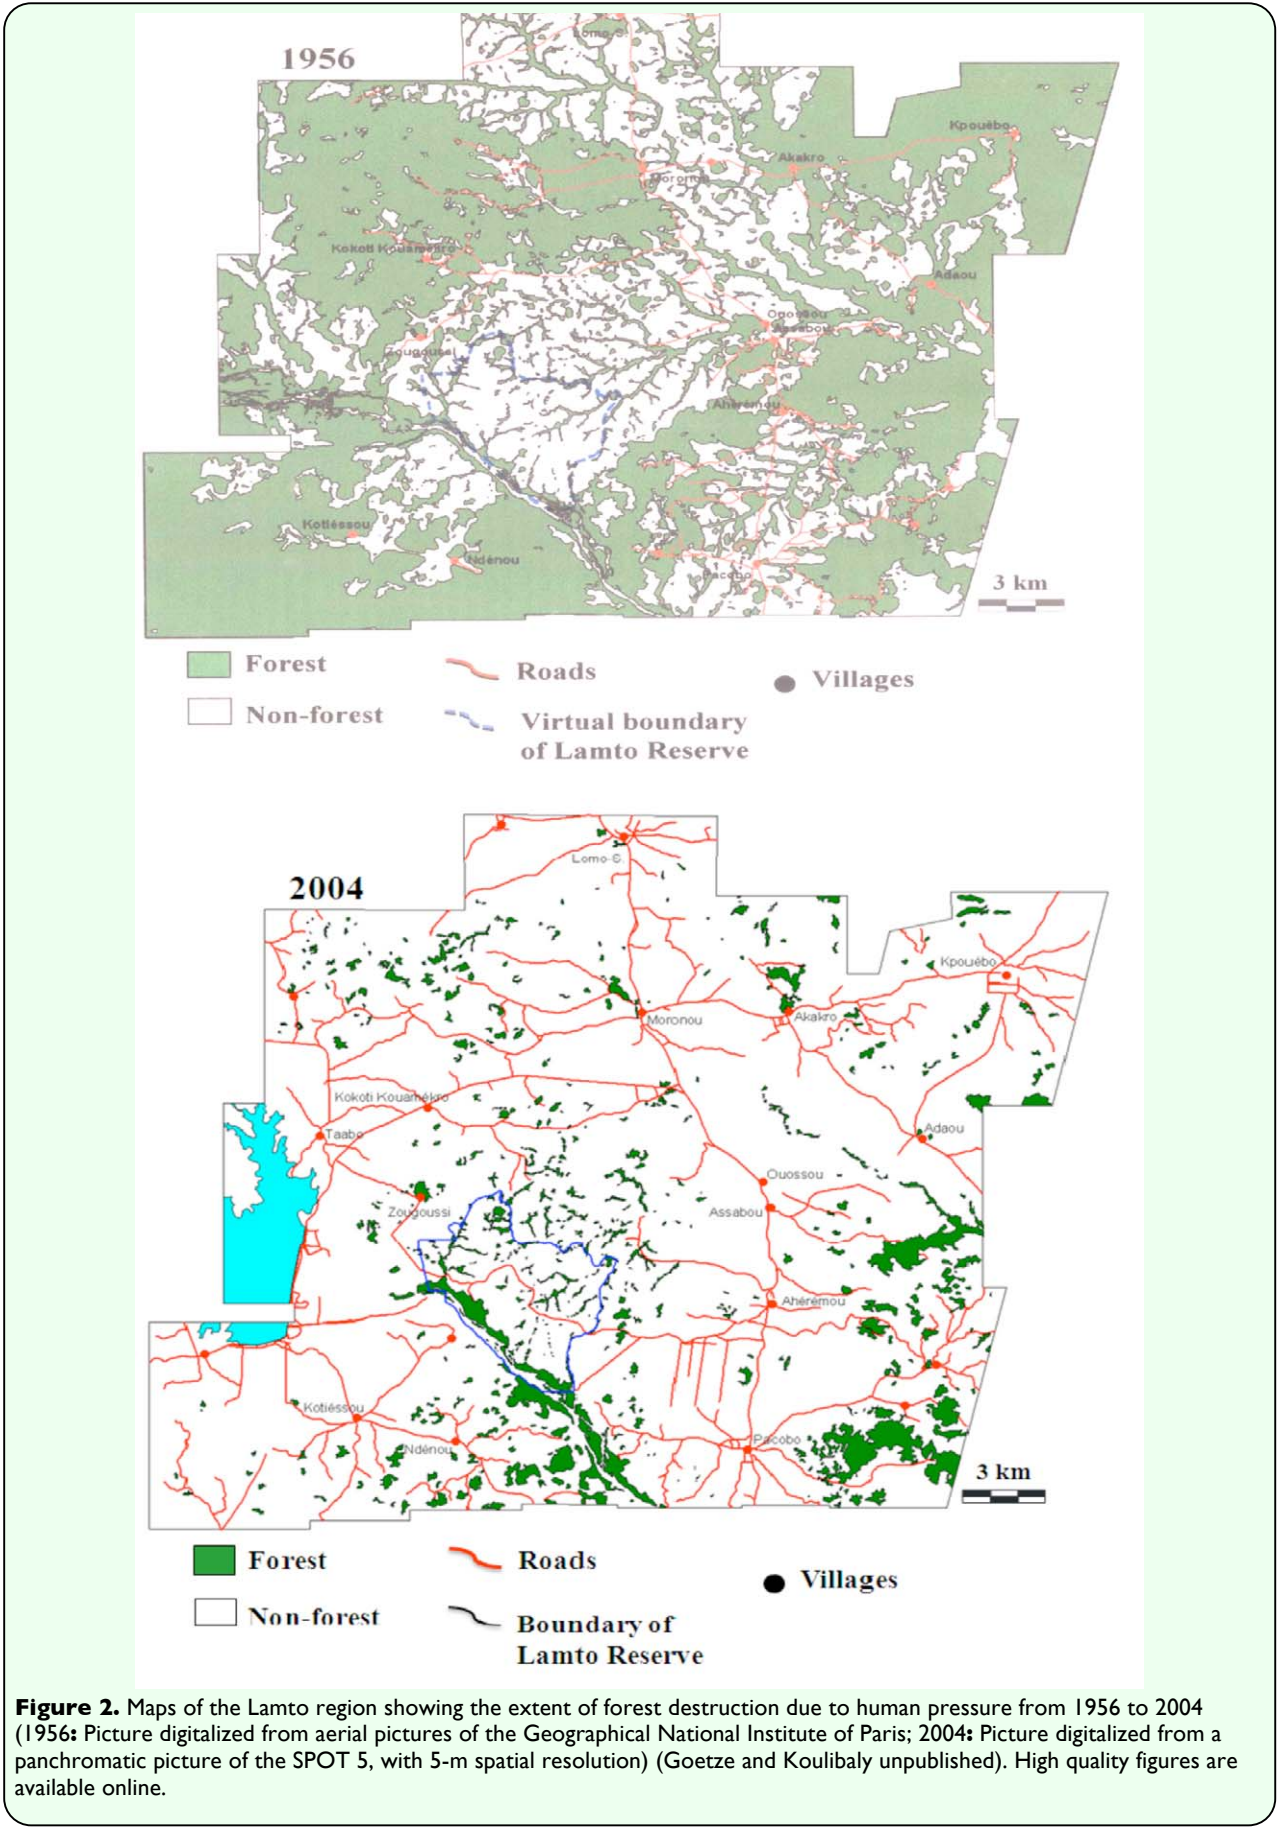 1956
Lomo-S.
Kpouèbo
Akakro
Moronou
Kokoti Kouamékro
Adaou
Ouossou
Assabou
Zougoussi
Ahérémou
Kotiéssou
Ndénou
Pacobo
3 km
Forest
Roads
Villages
Non-forest
Virtual boundary
of Lamto Reserve
2004
Lomo-S.
Kpouèbo
Moronou
Akakro
Kokoti Kouamékro
Taabo
Adaou
Ouossou
Zougoussi
Assabou
Ahérémou
Kotiéssou
Ndénou
Pacobo
3 km
Forest
Roads
Villages
Non-forest
Boundary of
Lamto Reserve
Figure 2. Maps of the Lamto region showing the extent of forest destruction due to human pressure from 1956 to 2004
(1956: Picture digitalized from aerial pictures of the Geographical National Institute of Paris; 2004: Picture digitalized from a
panchromatic picture of the SPOT 5, with 5-m spatial resolution) (Goetze and Koulibaly unpublished). High quality figures are
available online.